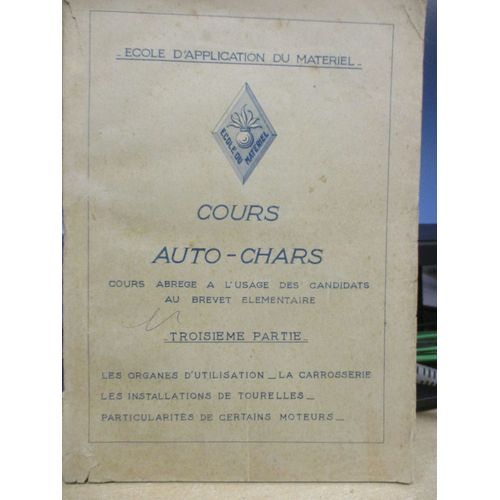 - ECOLE D'APPLICATION DU MATERIEL -
ECOLE DU MATERIEL
COURS
AUTO-CHARS
COURS ABREGE A L'USAGE DES CANDIDATS
AU BREVET ELEMENTAIRE
TROISIEME PARTIE
LES ORGANES D'UTILISATION _ LA CARROSSERIE
LES INSTALLATIONS DE TOURELLES _
PARTICULARITES DE CERTAINS MOTEURS _